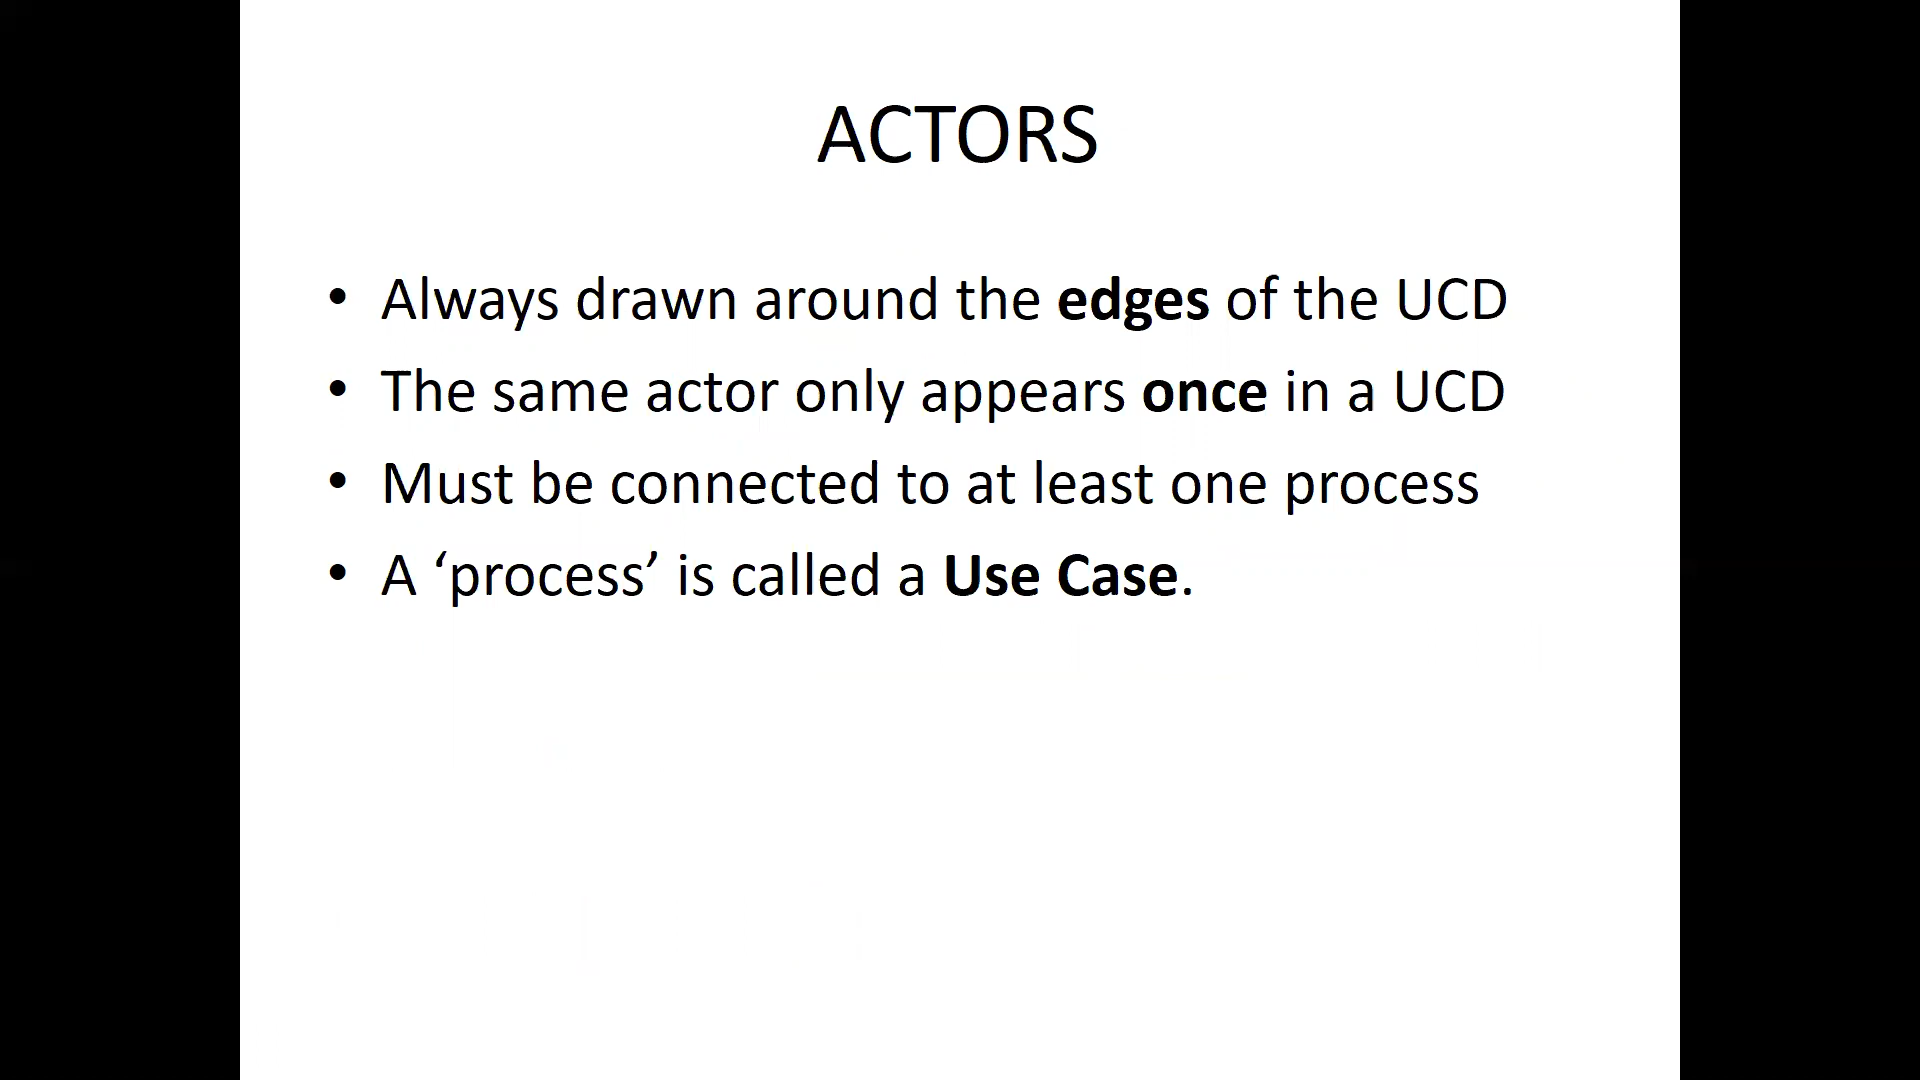 ACTORS
• Always drawn around the edges of the UCD
• The same actor only appears once in a UCD
• Must be connected to at least one process
• A ‘process’ is called a Use Case.